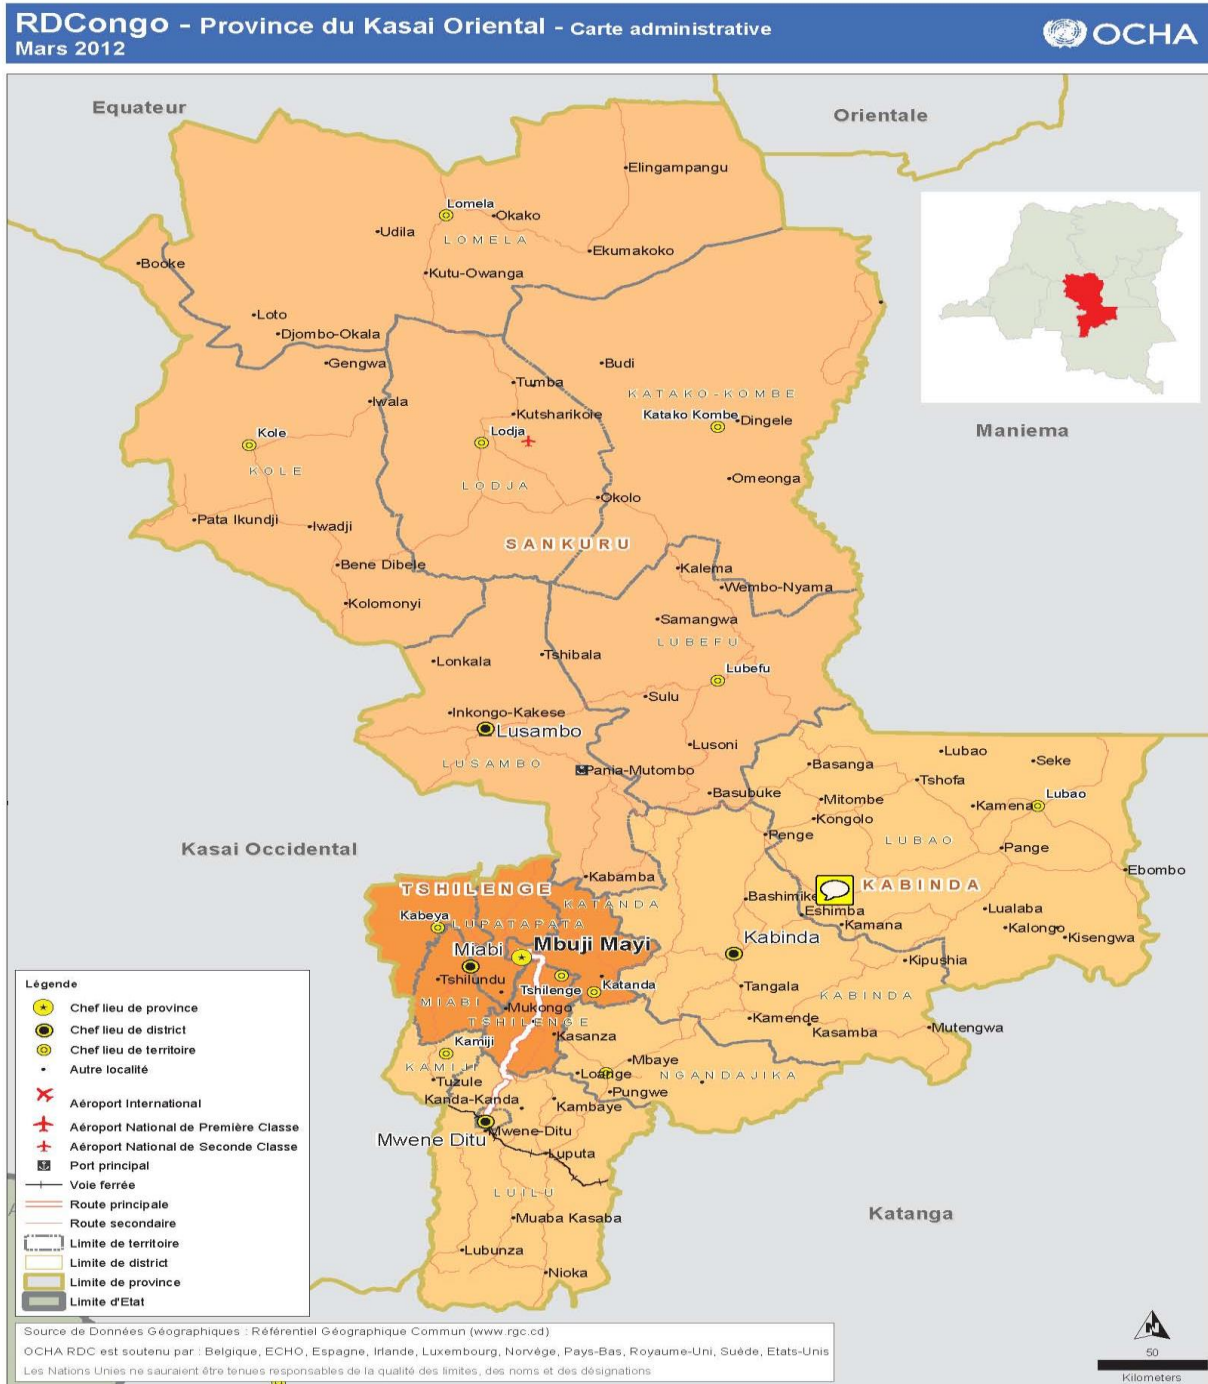 RDCongo - Province du Kasai Oriental - Carte administrative
Mars 2012
OCHA
Equateur
Orientale
Elingampangu
Lomela
Okako
LOMELA
Udila
Ekumakoko
Booke
Kutu-Owanga
Loto
Djombo-Okala
Gengwa
Budi
Tumba
KATAKO-KOMBE
Iwala
Kutsharikole
Katako Kombe
Dingele
Kole
Lodja
Maniema
KOLE
LODJA
Omeonga
Okolo
Pata Ikundji
Iwadji
SANKURU
Bene Dibele
Kalema
Wembo-Nyama
Kolomonyi
Samangwa
LUBEFU
Lonkala
Tshibala
Lubefu
Sulu
Inkongo-Kakese
Lusambo
Lusoni
LUSAMBO
Pania-Mutombo
Basanga
Lubao
Seke
Tshofa
Basubuke
Mitombe
Kamena
Lubao
Kongolo
Penge
LUBAO
Pange
Kasai Occidental
Ebombo
Kabamba
TSHILENGE
KABINDA
KATANDA
Bashimike
Eshimba
Lualaba
Kabeya
LUPATAPATA
Kamana
Kalongo
Kisengwa
Miabi
Mbuji Mayi
Kabinda
Kipushia
Tshilundu
Tshilenge
Katanda
Tangala
KABINDA
MIABI
Mukongo
TSHILENGE
Kamende
Kasamba
Mutengwa
Kasanza
Kamiji
Mbaye
KAMIJI
Loange
NGANDAJIKA
Tuzule
Pungwe
Kanda-Kanda
Kambaye
Mwene Ditu
Mwene-Ditu
Luputa
LUILU
Katanga
Muaba Kasaba
Lubunza
Nioka
Légende
Chef lieu de province
Chef lieu de district
Chef lieu de territoire
Autre localité
Aéroport International
Aéroport National de Première Classe
Aéroport National de Seconde Classe
Port principal
Voie ferrée
Route principale
Route secondaire
Limite de territoire
Limite de district
Limite de province
Limite d'Etat
Source de Données Géographiques : Référentiel Géographique Commun (www.rgc.cd)
OCHA RDC est soutenu par : Belgique, ECHO, Espagne, Irlande, Luxembourg, Norvége, Pays-Bas, Royaume-Uni, Suéde, Etats-Unis
Les Nations Unies ne sauraient être tenues responsables de la qualité des limites, des noms et des désignations
N
50
Kilometers